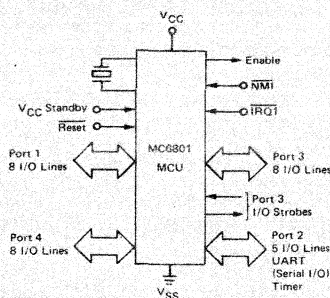 VCC
Enable
NMI
VCC Standby
IRQ1
Reset
MC6801
MCU
Port 1
8 I/O Lines
Port 3
8 I/O Lines
Port 3
I/O Strobes
Port 4
8 I/O Lines
Port 2
5 I/O Lines
UART
(Serial I/O)
Timer
VSS